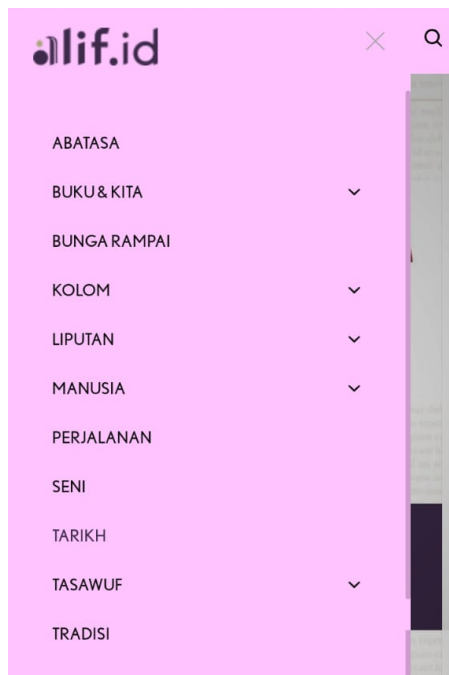 alif.id
ABATASA
BUKU & KITA
BUNGA RAMPAI
KOLOM
LIPUTAN
MANUSIA
PERJALANAN
SENI
TARIKH
TASAWUF
TRADISI